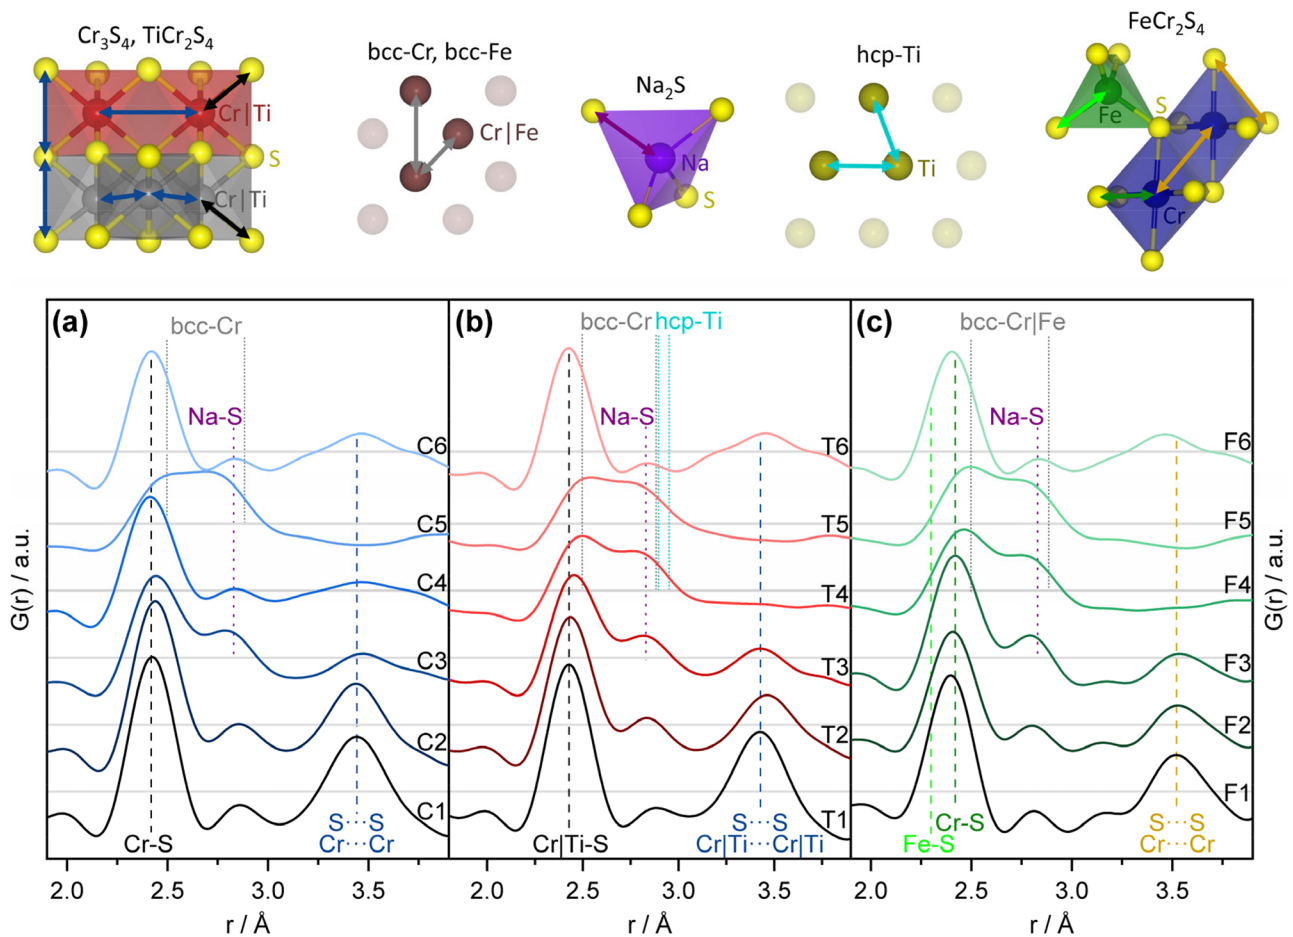 Cr3S4, TiCr2S4
Cr|Ti
S
Cr|Ti
bcc-Cr, bcc-Fe
Cr|Fe
Na2S
Na
S
hcp-Ti
Ti
FeCr2S4
Fe
S
Cr
(a)
bcc-Cr
Na-S
C6
C5
C4
C3
C2
C1
Cr-S
S···S
Cr···Cr
(b)
bcc-Cr
hcp-Ti
Na-S
T6
T5
T4
T3
T2
T1
Cr|Ti-S
S···S
Cr|Ti···Cr|Ti
(c)
bcc-Cr|Fe
Na-S
F6
F5
F4
F3
F2
F1
Cr-S
Fe-S
S···S
Cr···Cr
G(r) / a.u.
G(r) / a.u.
2.0 2.5 3.0 3.5
2.0 2.5 3.0 3.5
2.0 2.5 3.0 3.5
r / Å
r / Å
r / Å